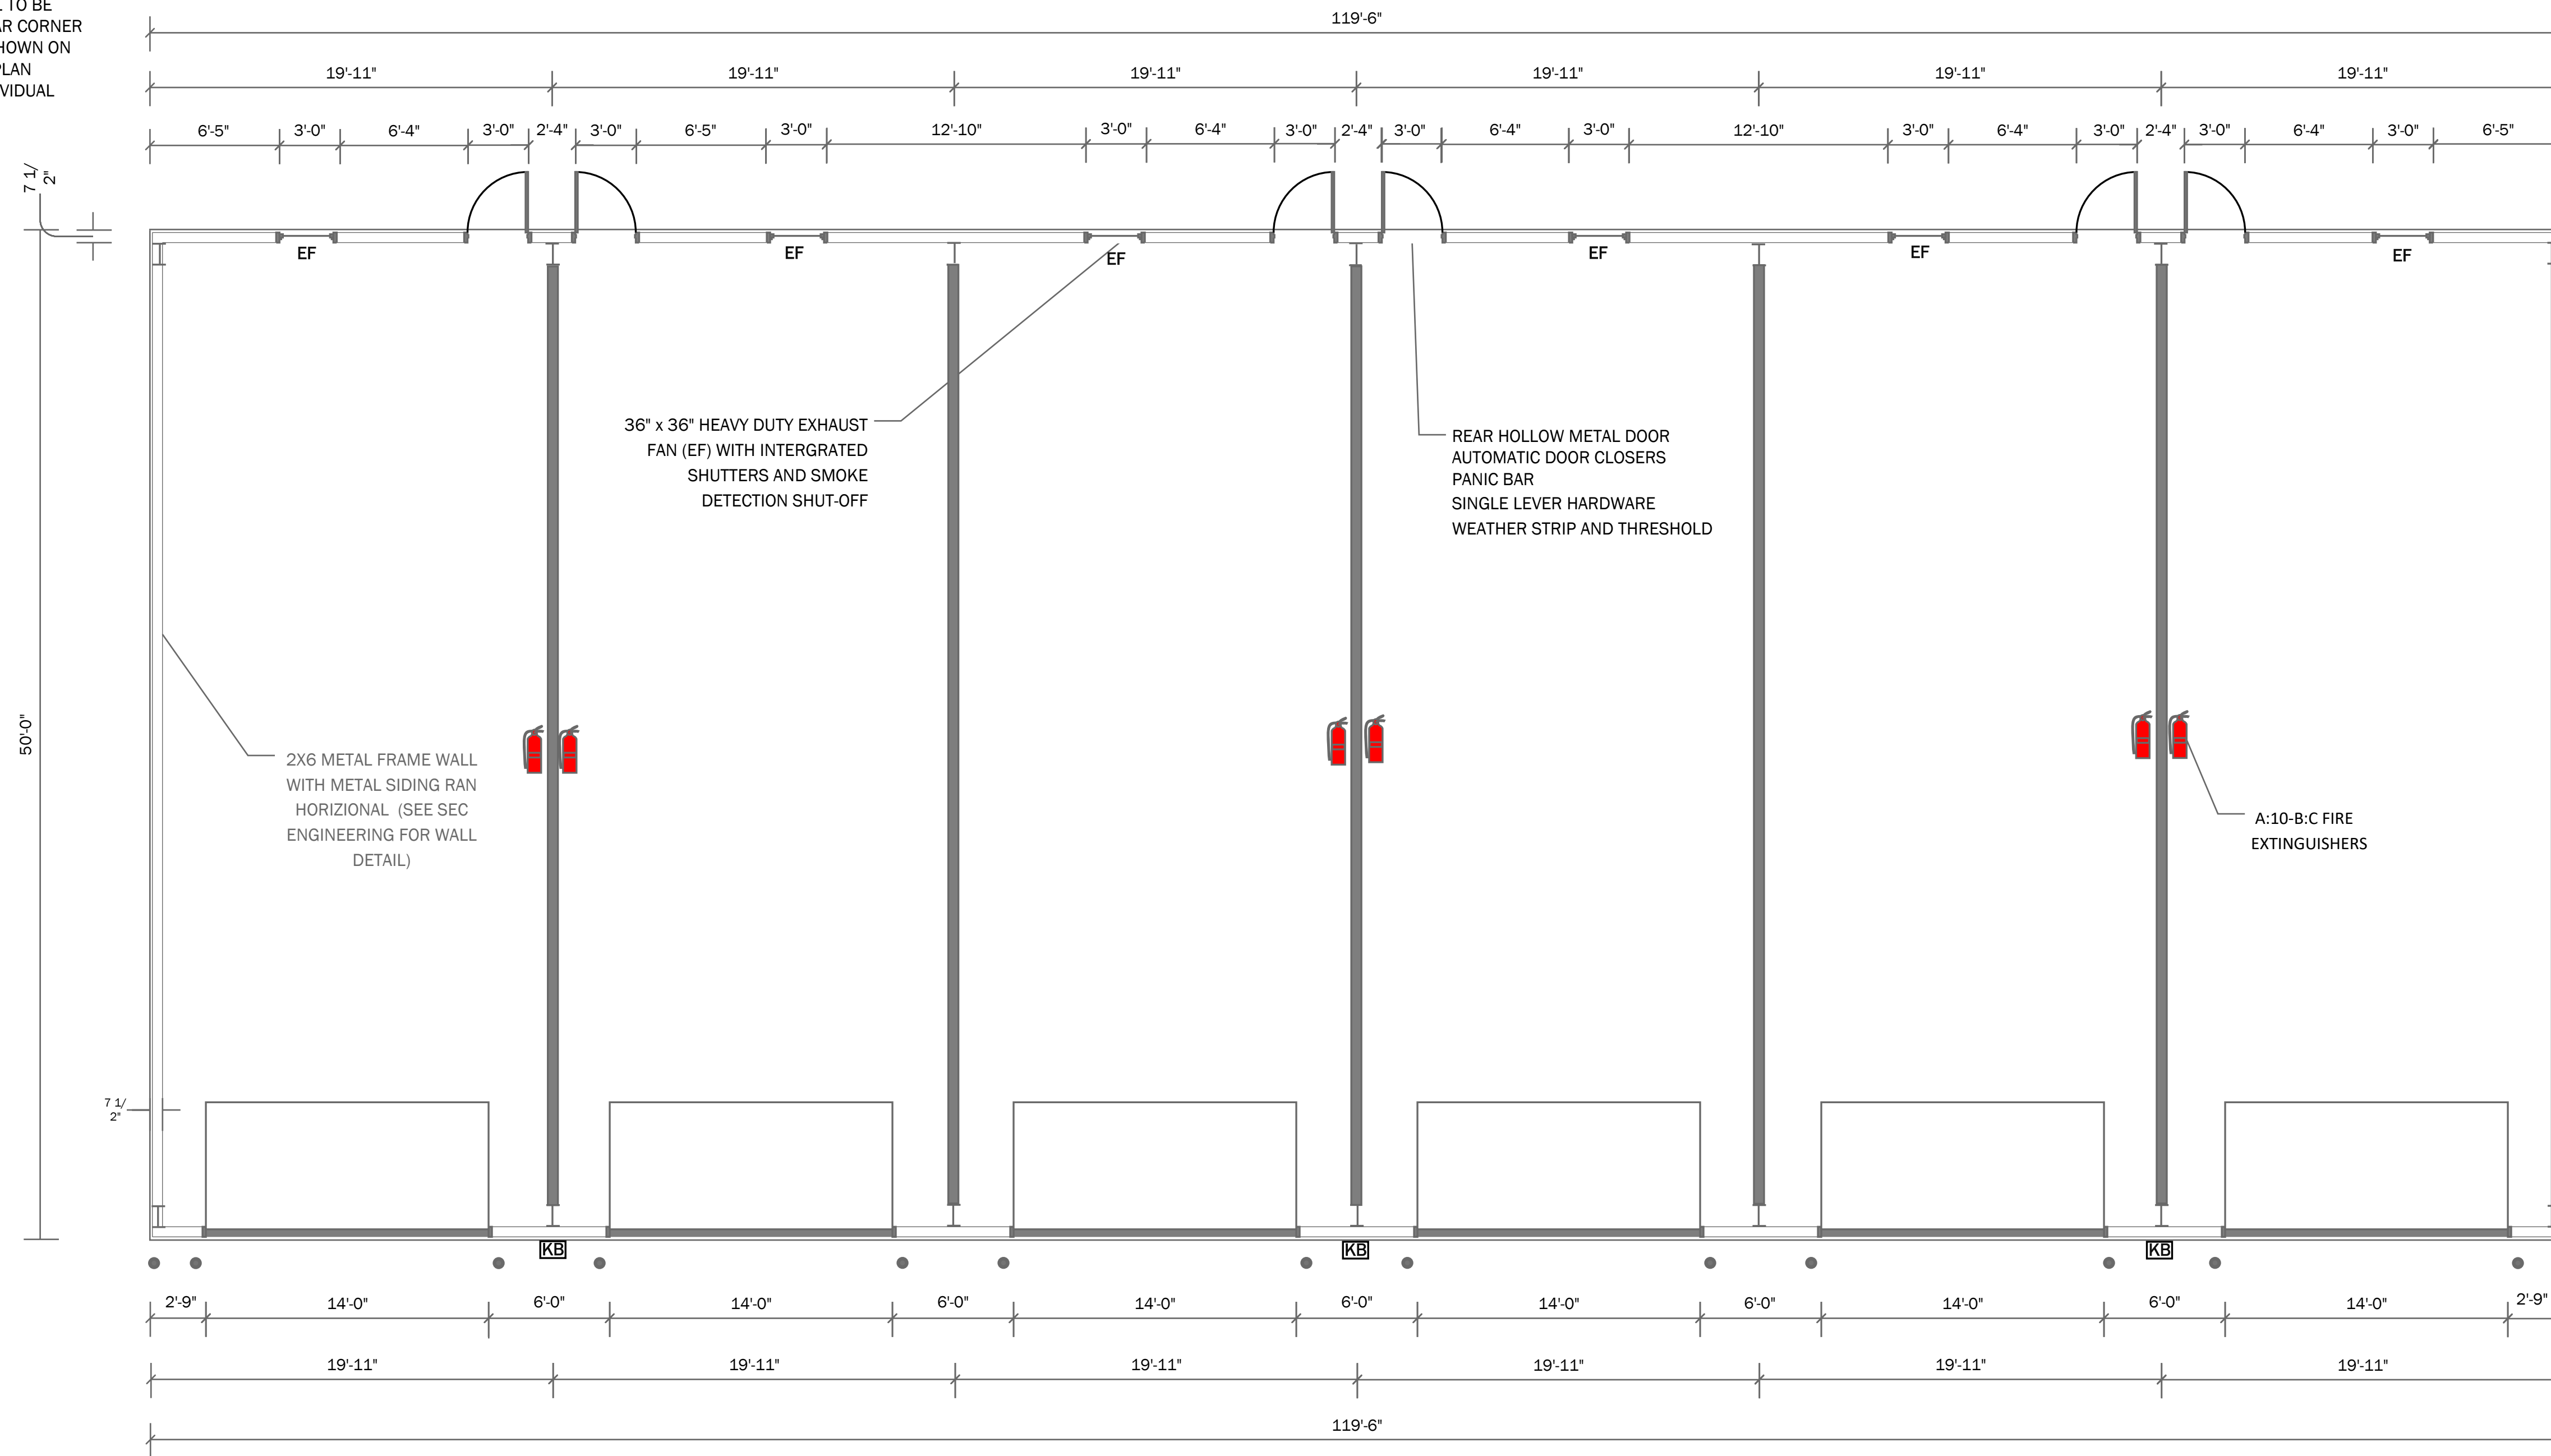 TO BE
CORNER
ON
119'-6"
19'-11" 19'-11" 19'-11" 19'-11" 19'-11" 19'-11"
6'-5" 3'-0" 6'-4" 3'-0" 2'-4" 3'-0" 6'-5" 3'-0" 12'-10" 3'-0" 6'-4" 3'-0" 2'-4" 3'-0" 6'-4" 3'-0" 12'-10" 3'-0" 6'-4" 3'-0" 2'-4" 3'-0" 6'-4" 3'-0" 6'-5"
7 1/
2"
EF EF EF EF EF EF
36" x 36" HEAVY DUTY EXHAUST
FAN (EF) WITH INTERGRATED
SHUTTERS AND SMOKE
DETECTION SHUT-OFF
REAR HOLLOW METAL DOOR
AUTOMATIC DOOR CLOSERS
PANIC BAR
SINGLE LEVER HARDWARE
WEATHER STRIP AND THRESHOLD
50'-0"
2X6 METAL FRAME WALL
WITH METAL SIDING RAN
HORIZIONAL (SEE SEC
ENGINEERING FOR WALL
DETAIL)
A:10-B:C FIRE
EXTINGUISHERS
7 1/
2"
KB KB KB
2'-9" 14'-0" 6'-0" 14'-0" 6'-0" 14'-0" 6'-0" 14'-0" 6'-0" 14'-0" 6'-0" 14'-0" 2'-9"
19'-11" 19'-11" 19'-11" 19'-11" 19'-11" 19'-11"
119'-6"